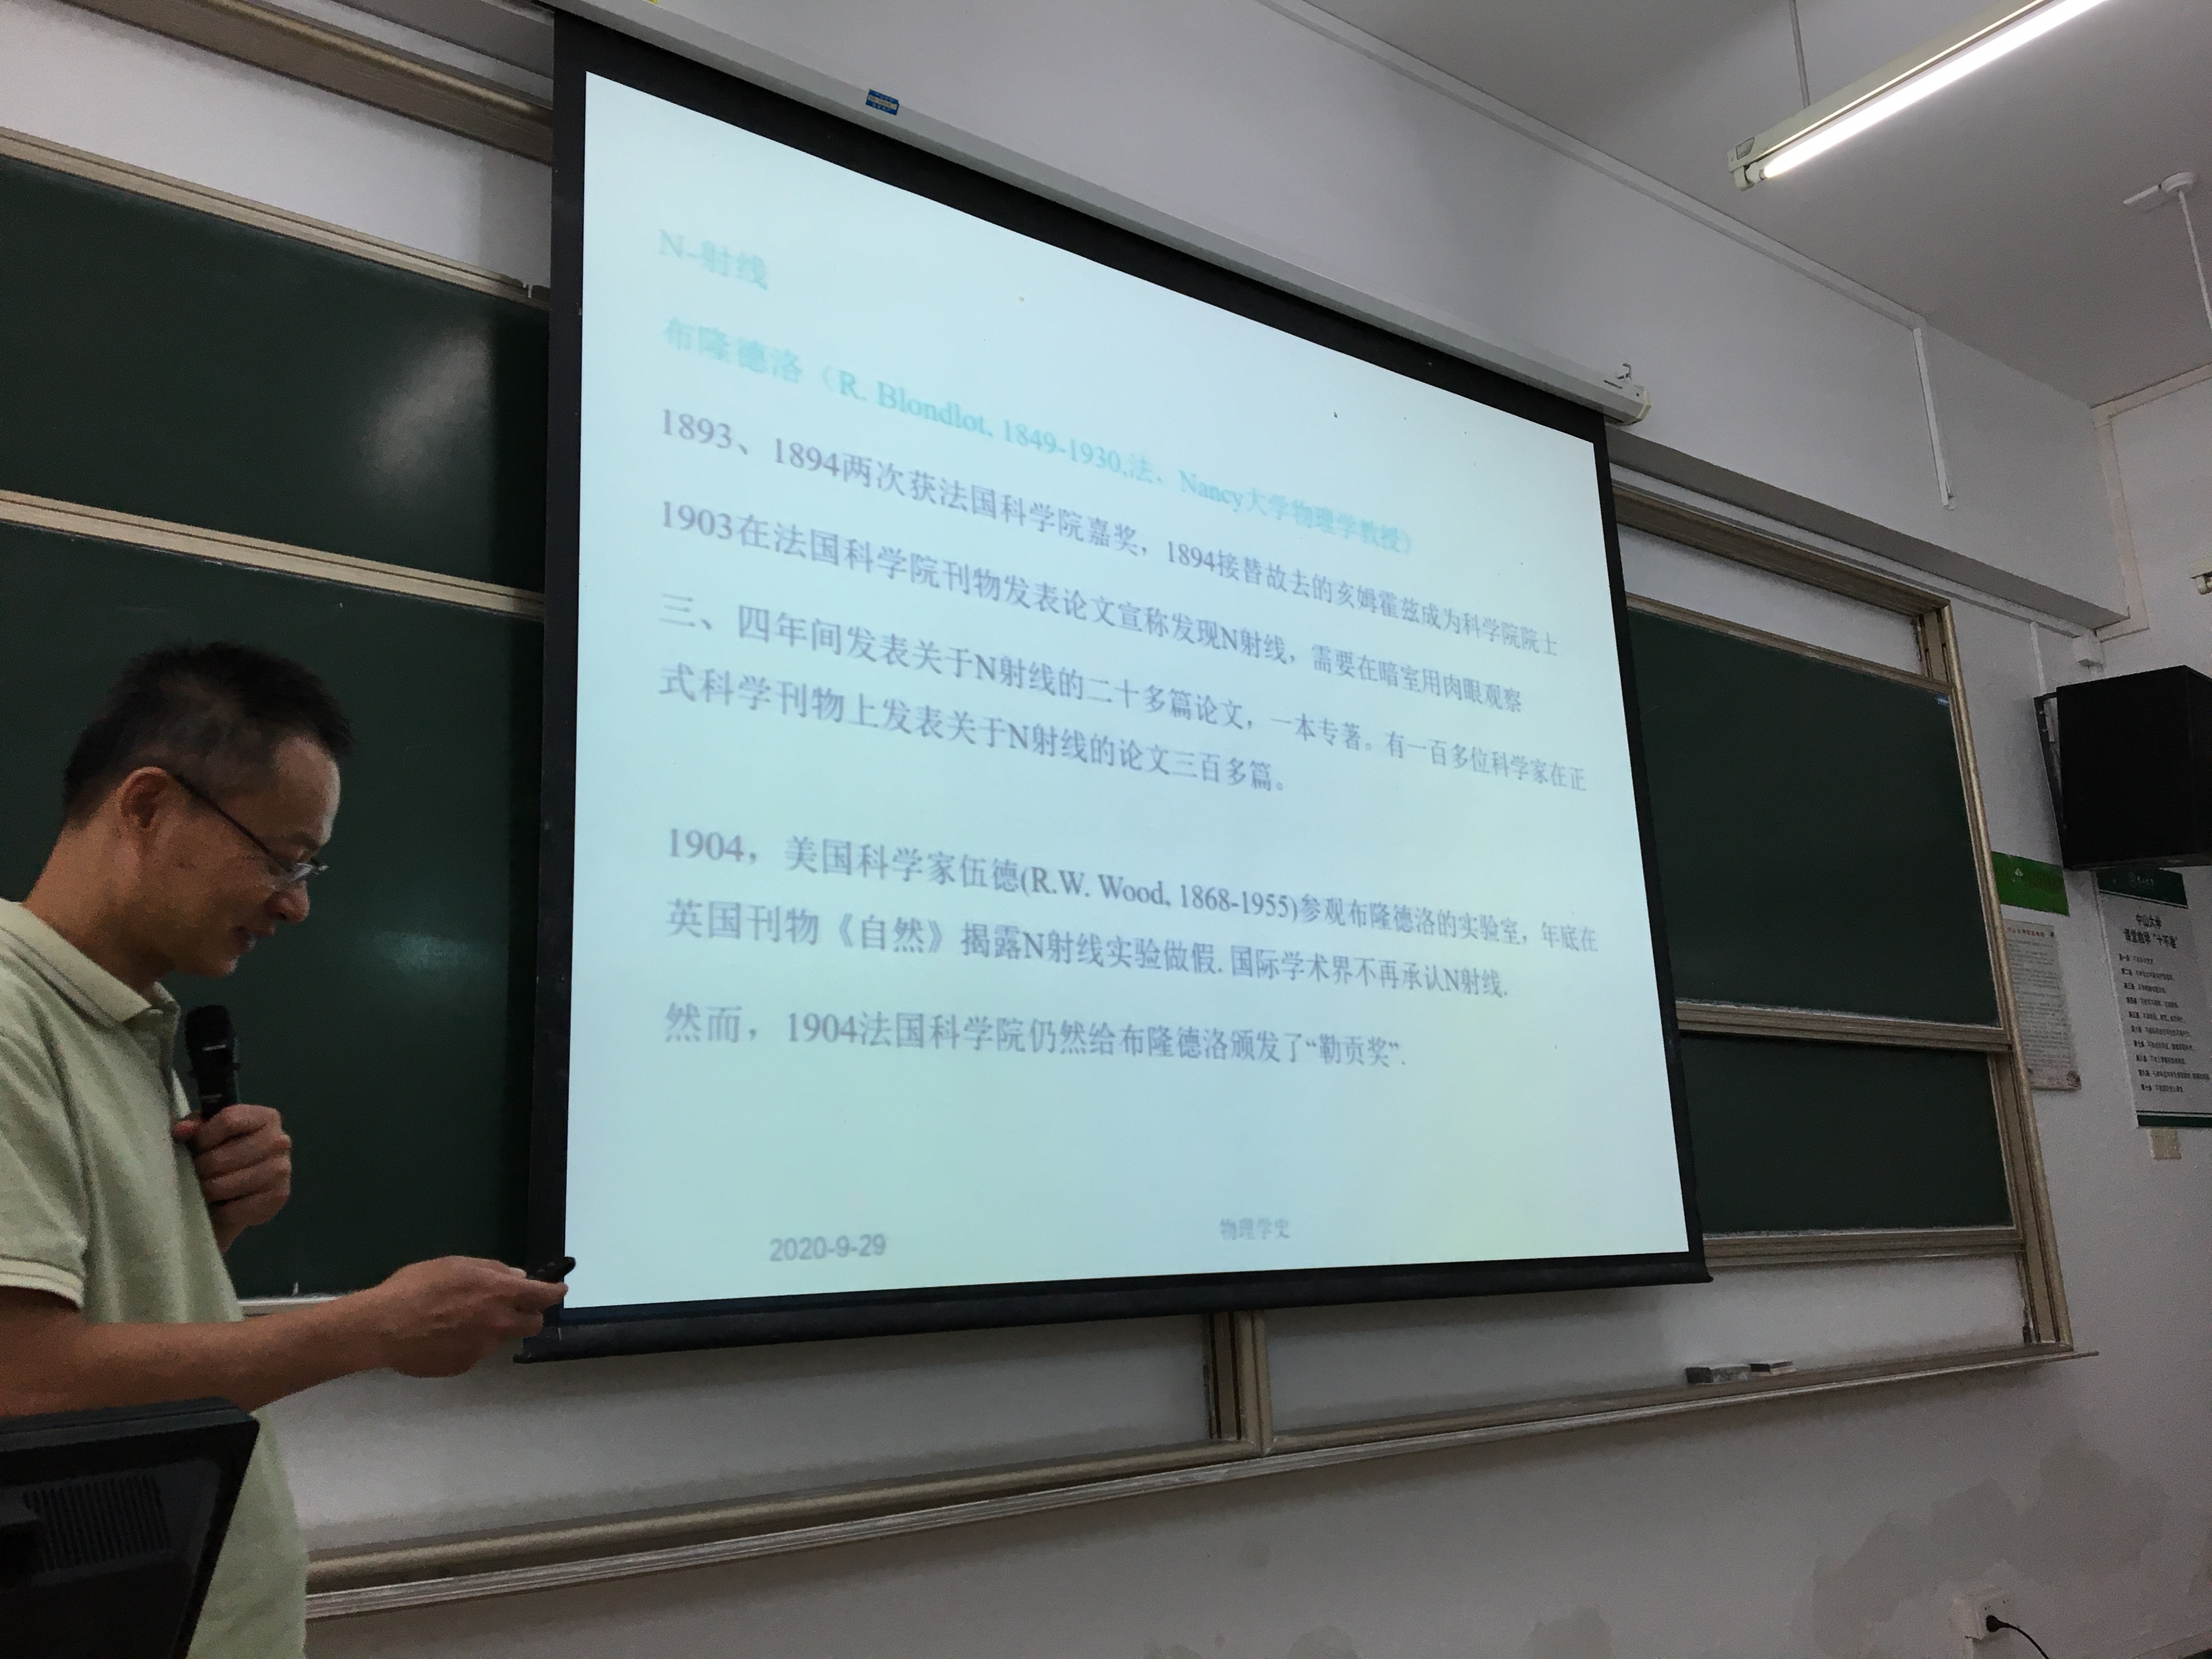 N-射线
布隆德洛（R. Blondlot, 1849-1930,法、Nancy大学物理学教授）
1893、1894两次获法国科学院嘉奖，1894接替故去的亥姆霍兹成为科学院院士
1903在法国科学院刊物发表论文宣称发现N射线，需要在暗室用肉眼观察
三、四年间发表关于N射线的二十多篇论文，一本专著。有一百多位科学家在正
式科学刊物上发表关于N射线的论文三百多篇。
1904，美国科学家伍德(R.W. Wood, 1868-1955)参观布隆德洛的实验室，年底在
英国刊物《自然》揭露N射线实验做假. 国际学术界不再承认N射线.
然而，1904法国科学院仍然给布隆德洛颁发了“勒贡奖”.
2020-9-29
物理学史
中山大学
课堂教学“十不准”